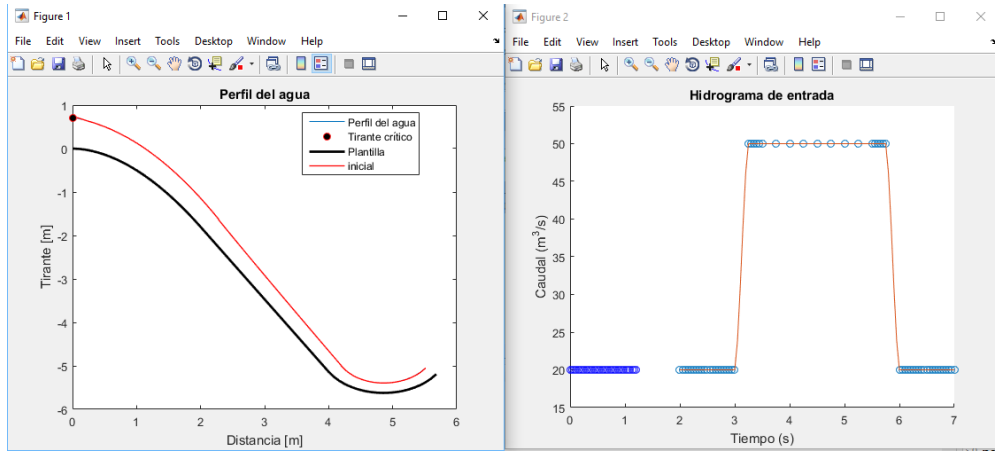 Figure 1
File Edit View Insert Tools Desktop Window Help
Perfil del agua
Perfil del agua
Tirante crítico
Plantilla
inicial
Tirante [m]
1
0
-1
-2
-3
-4
-5
-6
0 1 2 3 4 5 6
Distancia [m]
Figure 2
File Edit View Insert Tools Desktop Window Help
Hidrograma de entrada
Caudal (m³/s)
55
50
45
40
35
30
25
20
15
0 1 2 3 4 5 6 7
Tiempo (s)